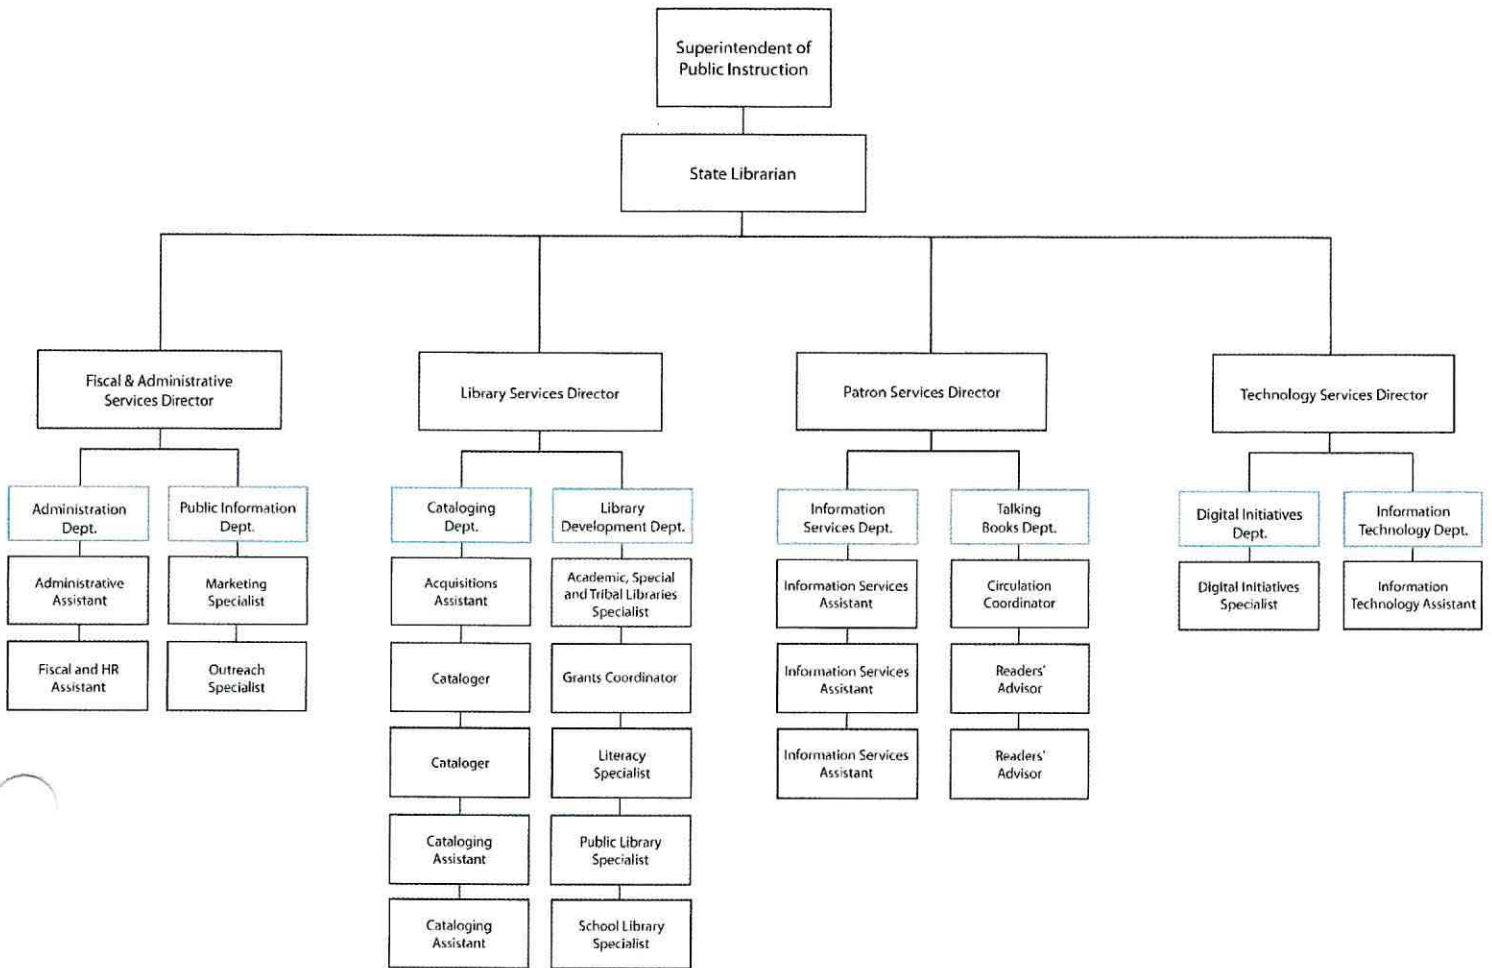 Superintendent of
Public Instruction
State Librarian
Fiscal & Administrative
Services Director
Library Services Director
Patron Services Director
Technology Services Director
Administration
Dept.
Public Information
Dept.
Cataloging
Dept.
Library
Development Dept.
Information
Services Dept.
Talking
Books Dept.
Digital Initiatives
Dept.
Information
Technology Dept.
Administrative
Assistant
Marketing
Specialist
Acquisitions
Assistant
Academic, Special
and Tribal Libraries
Specialist
Information Services
Assistant
Circulation
Coordinator
Digital Initiatives
Specialist
Information
Technology Assistant
Fiscal and HR
Assistant
Outreach
Specialist
Cataloger
Grants Coordinator
Information Services
Assistant
Readers'
Advisor
Cataloger
Literacy
Specialist
Information Services
Assistant
Readers'
Advisor
Cataloging
Assistant
Public Library
Specialist
Cataloging
Assistant
School Library
Specialist